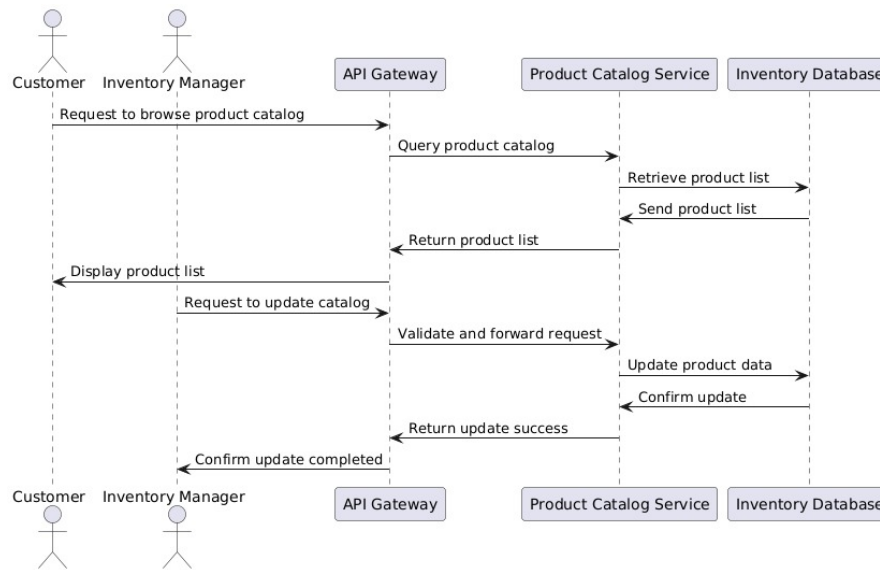 Customer
Inventory Manager
API Gateway
Product Catalog Service
Inventory Database
Request to browse product catalog
Query product catalog
Retrieve product list
Send product list
Return product list
Display product list
Request to update catalog
Validate and forward request
Update product data
Confirm update
Return update success
Confirm update completed
Customer
Inventory Manager
API Gateway
Product Catalog Service
Inventory Database